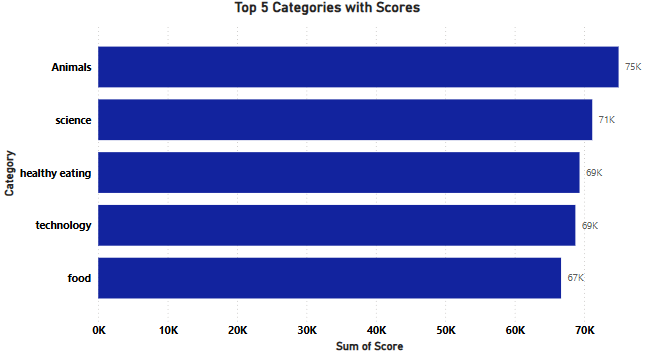 Top 5 Categories with Scores
Category
Animals 75K
science 71K
healthy eating 69K
technology 69K
food 67K
0K 10K 20K 30K 40K 50K 60K 70K
Sum of Score